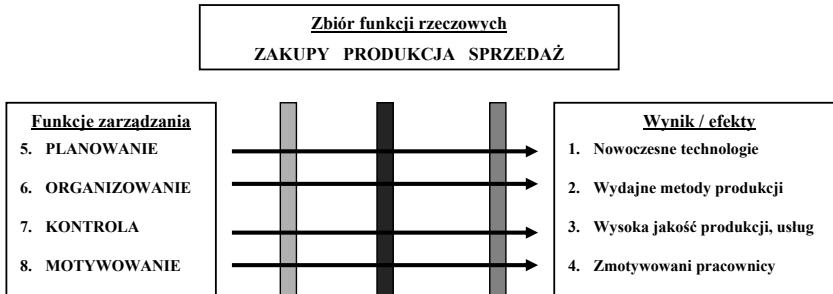 Zbiór funkcji rzeczowych
ZAKUPY PRODUKCJA SPRZEDAŻ
Funkcje zarządzania
5. PLANOWANIE
6. ORGANIZOWANIE
7. KONTROLA
8. MOTYWOWANIE
Wynik / efekty
1. Nowoczesne technologie
2. Wydajne metody produkcji
3. Wysoka jakość produkcji, usług
4. Zmotywowani pracownicy